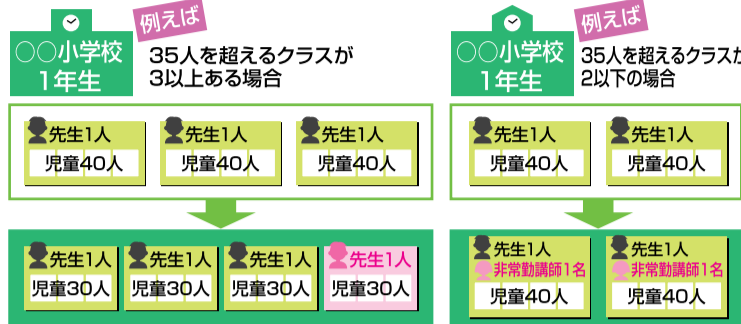 例えば
○○小学校
1年生
35人を超えるクラスが
3以上ある場合
先生1人
児童40人
先生1人
児童40人
先生1人
児童40人
先生1人
児童30人
先生1人
児童30人
先生1人
児童30人
先生1人
児童30人
例えば
○○小学校
1年生
35人を超えるクラスが
2以下の場合
先生1人
児童40人
先生1人
児童40人
先生1人
非常勤講師1名
児童40人
先生1人
非常勤講師1名
児童40人